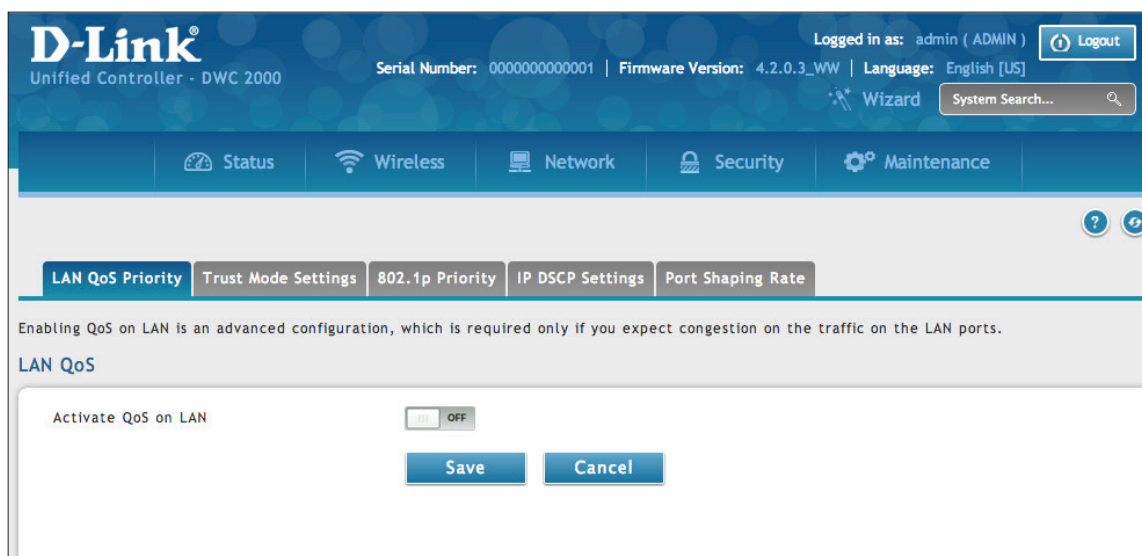 D-Link®
Unified Controller - DWC 2000
Logged in as: admin ( ADMIN )
Logout
Serial Number: 0000000000001 | Firmware Version: 4.2.0.3_WW | Language: English [US]
Wizard
System Search...
Status
Wireless
Network
Security
Maintenance
?
LAN QoS Priority
Trust Mode Settings
802.1p Priority
IP DSCP Settings
Port Shaping Rate
Enabling QoS on LAN is an advanced configuration, which is required only if you expect congestion on the traffic on the LAN ports.
LAN QoS
Activate QoS on LAN
OFF
Save
Cancel